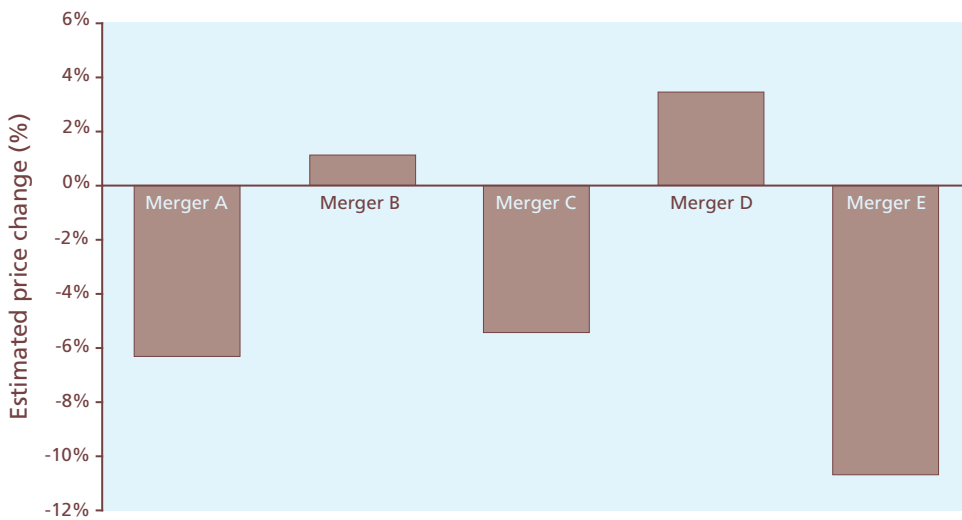 Estimated price change (%)
6%
4%
2%
0%
-2%
-4%
-6%
-8%
-10%
-12%
Merger A
Merger B
Merger C
Merger D
Merger E